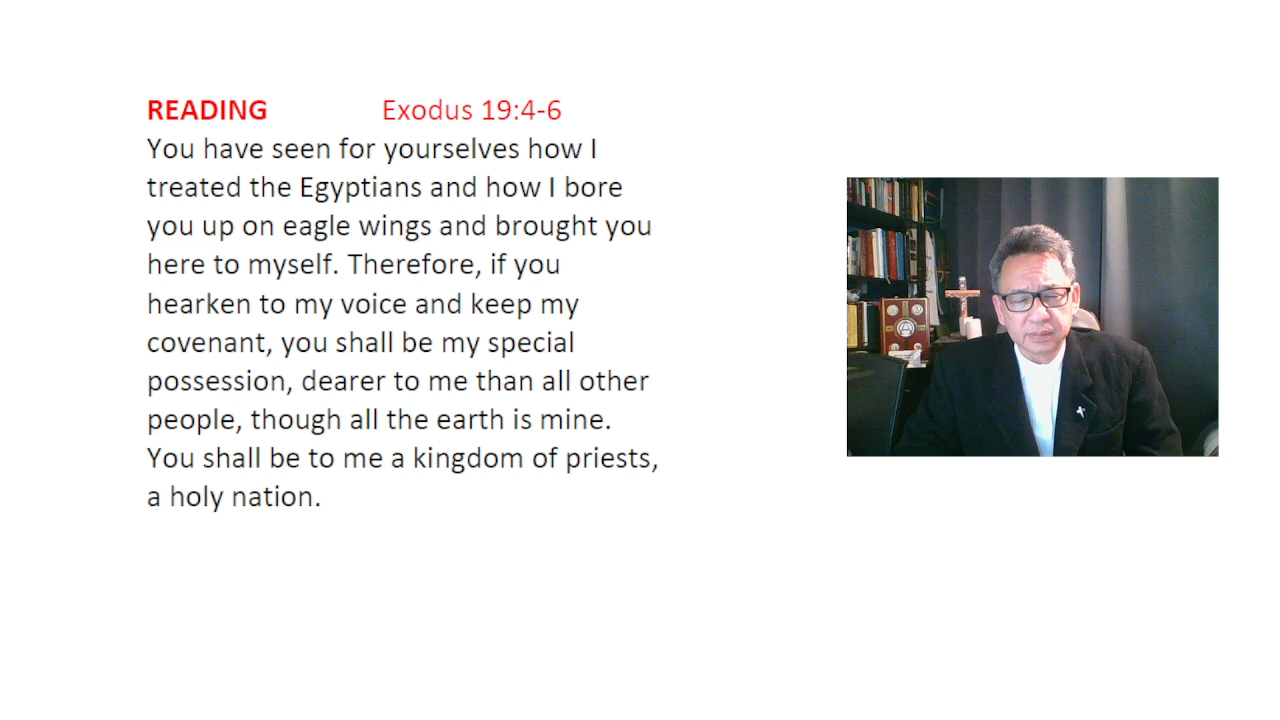 READING Exodus 19:4-6
You have seen for yourselves how I
treated the Egyptians and how I bore
you up on eagle wings and brought you
here to myself. Therefore, if you
hearken to my voice and keep my
covenant, you shall be my special
possession, dearer to me than all other
people, though all the earth is mine.
You shall be to me a kingdom of priests,
a holy nation.